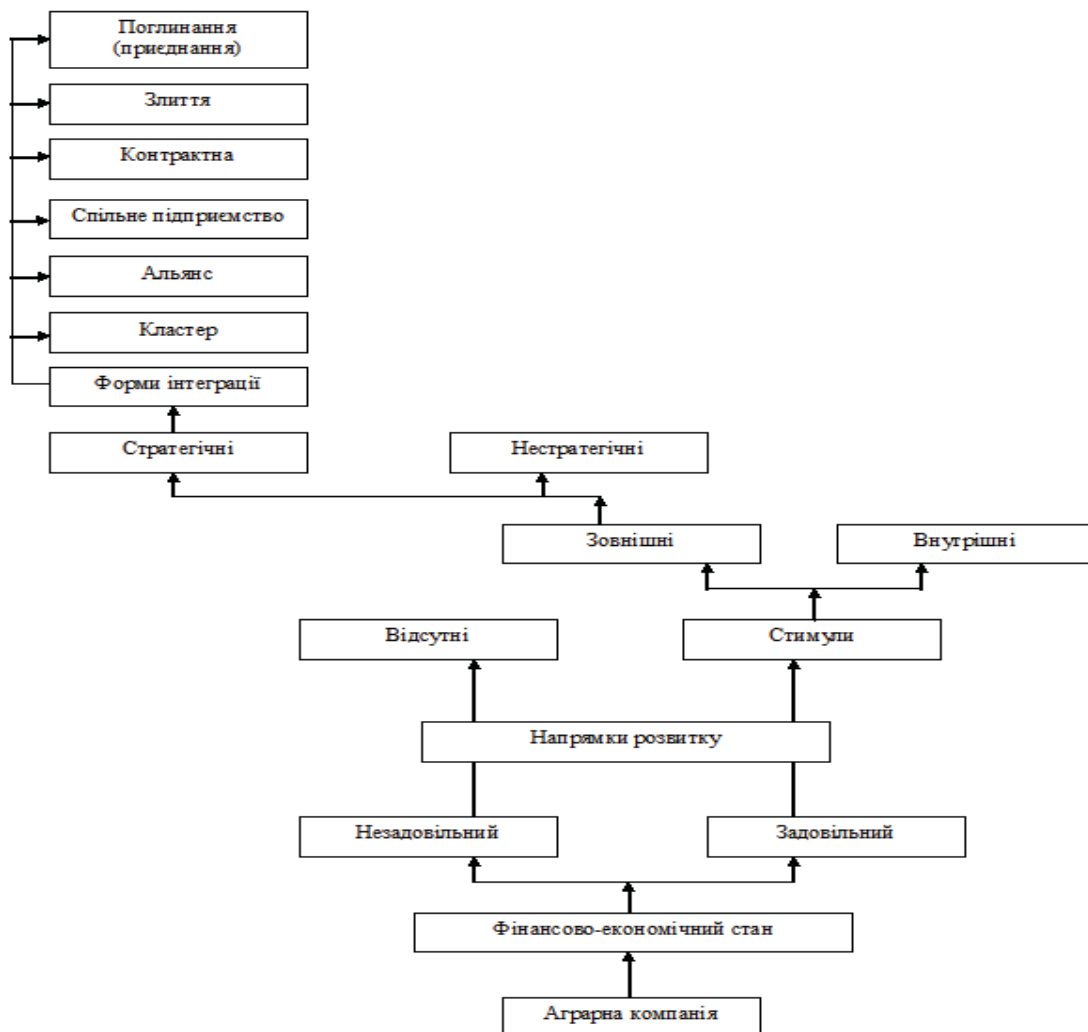 Поглинання
(приєднання)
Злиття
Контрактна
Спільне підприємство
Альянс
Кластер
Форми інтеграції
Стратегічні
Нестратегічні
Зовнішні
Внутрішні
Відсутні
Стимули
Напрямки розвитку
Незадовільний
Задовільний
Фінансово-економічний стан
Аграрна компанія